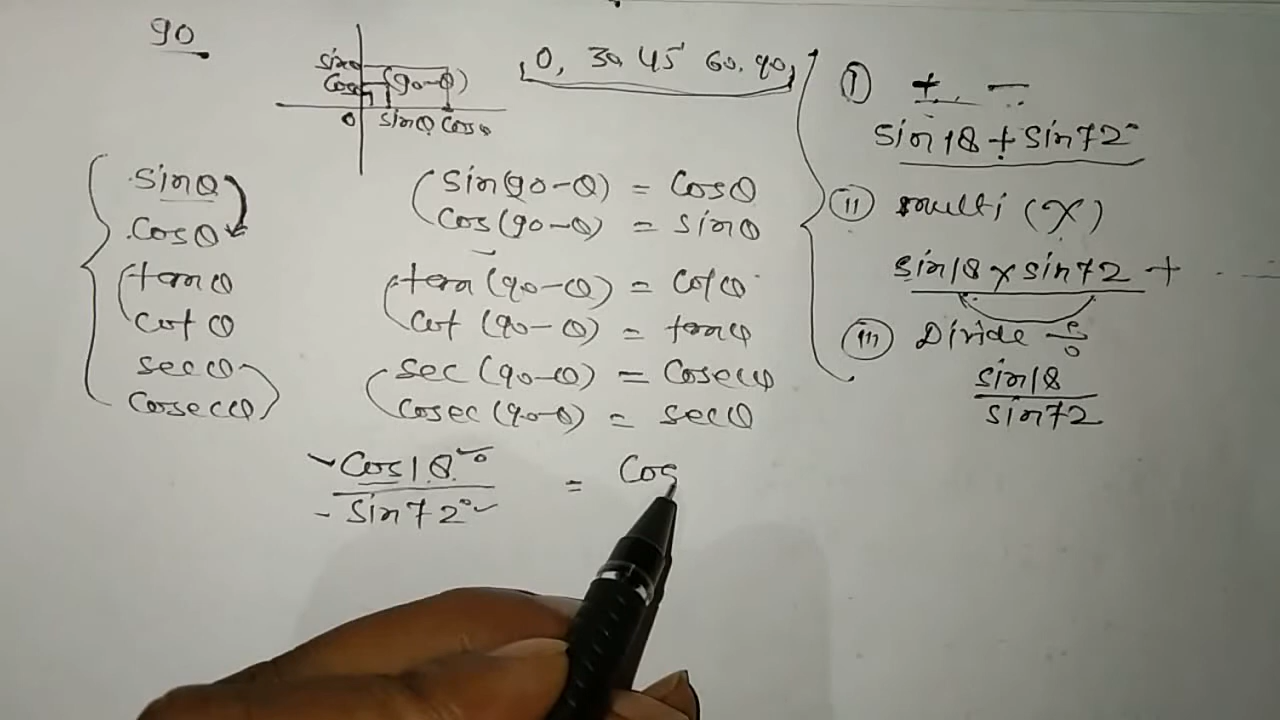 90
sinθ
cosθ (90-θ)
0 sinθ cosθ
0, 30, 45 60, 90,
sinθ
cosθ
tanθ
cot θ
secθ
cosecθ
sin(90-θ) = cosθ
cos(90-θ) = sinθ
tan(90-θ) = cotθ
cot (90-θ) = tanθ
sec (90-θ) = cosecθ
cosec (90-θ) = secθ
cos18°
sin72°
= cos
(i) + , -
sin18 + sin72°
(ii) multi (×)
sin18 × sin72 +
(iii) Divide ÷
sin18
sin72